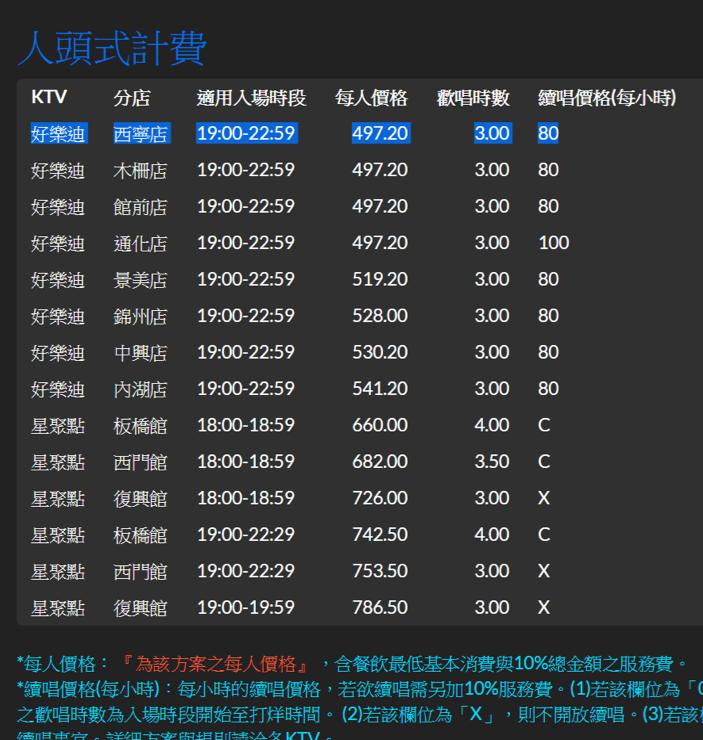 人頭式計費
KTV 分店 適用入場時段 每人價格 歡唱時數 續唱價格(每小時)
好樂迪 西寧店 19:00-22:59 497.20 3.00 80
好樂迪 木柵店 19:00-22:59 497.20 3.00 80
好樂迪 館前店 19:00-22:59 497.20 3.00 80
好樂迪 通化店 19:00-22:59 497.20 3.00 100
好樂迪 景美店 19:00-22:59 519.20 3.00 80
好樂迪 錦州店 19:00-22:59 528.00 3.00 80
好樂迪 中興店 19:00-22:59 530.20 3.00 80
好樂迪 內湖店 19:00-22:59 541.20 3.00 80
星聚點 板橋館 18:00-18:59 660.00 4.00 C
星聚點 西門館 18:00-18:59 682.00 3.50 C
星聚點 復興館 18:00-18:59 726.00 3.00 X
星聚點 板橋館 19:00-22:29 742.50 4.00 C
星聚點 西門館 19:00-22:29 753.50 3.00 X
星聚點 復興館 19:00-19:59 786.50 3.00 X
*每人價格：『為該方案之每人價格』，含餐飲最低基本消費與10%總金額之服務費。
*續唱價格(每小時)：每小時的續唱價格，若欲續唱需另加10%服務費。(1)若該欄位為「
之歡唱時數為入場時段開始至打烊時間。 (2)若該欄位為「X」，則不開放續唱。(3)若該
續唱事宜。詳細方案與規則請洽各KTV。